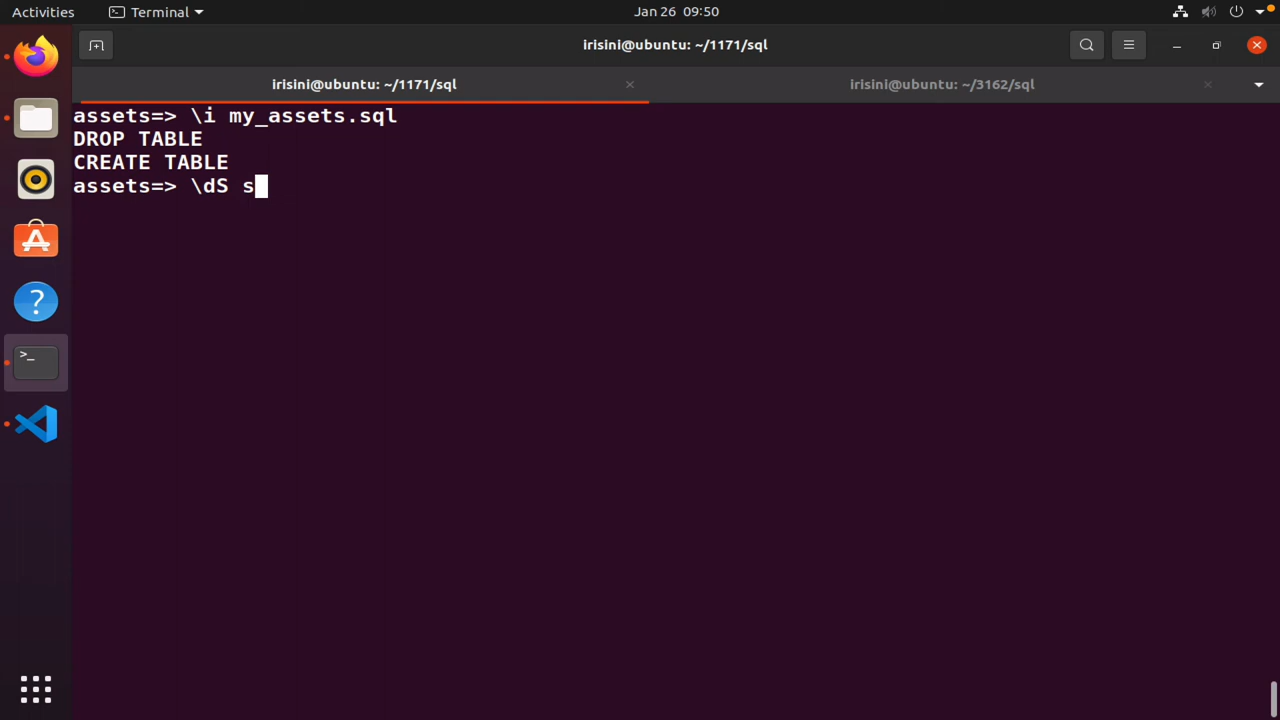 Activities
Terminal
Jan 26 09:50
irisini@ubuntu: ~/1171/sql
irisini@ubuntu: ~/1171/sql
irisini@ubuntu: ~/3162/sql
assets=> \i my_assets.sql
DROP TABLE
CREATE TABLE
assets=> \dS s